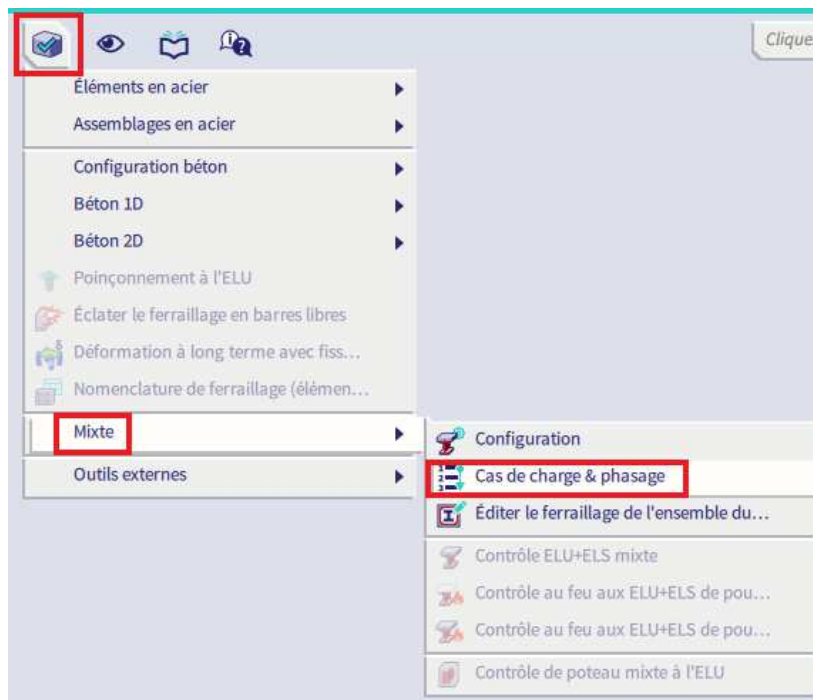 Clique
Éléments en acier
Assemblages en acier
Configuration béton
Béton 1D
Béton 2D
Poinçonnement à l'ELU
Éclater le ferraillage en barres libres
Déformation à long terme avec fiss...
Nomenclature de ferraillage (élémen...
Mixte
Configuration
Outils externes
Cas de charge & phasage
Éditer le ferraillage de l'ensemble du...
Contrôle ELU+ELS mixte
Contrôle au feu aux ELU+ELS de pou...
Contrôle au feu aux ELU+ELS de pou...
Contrôle de poteau mixte à l'ELU